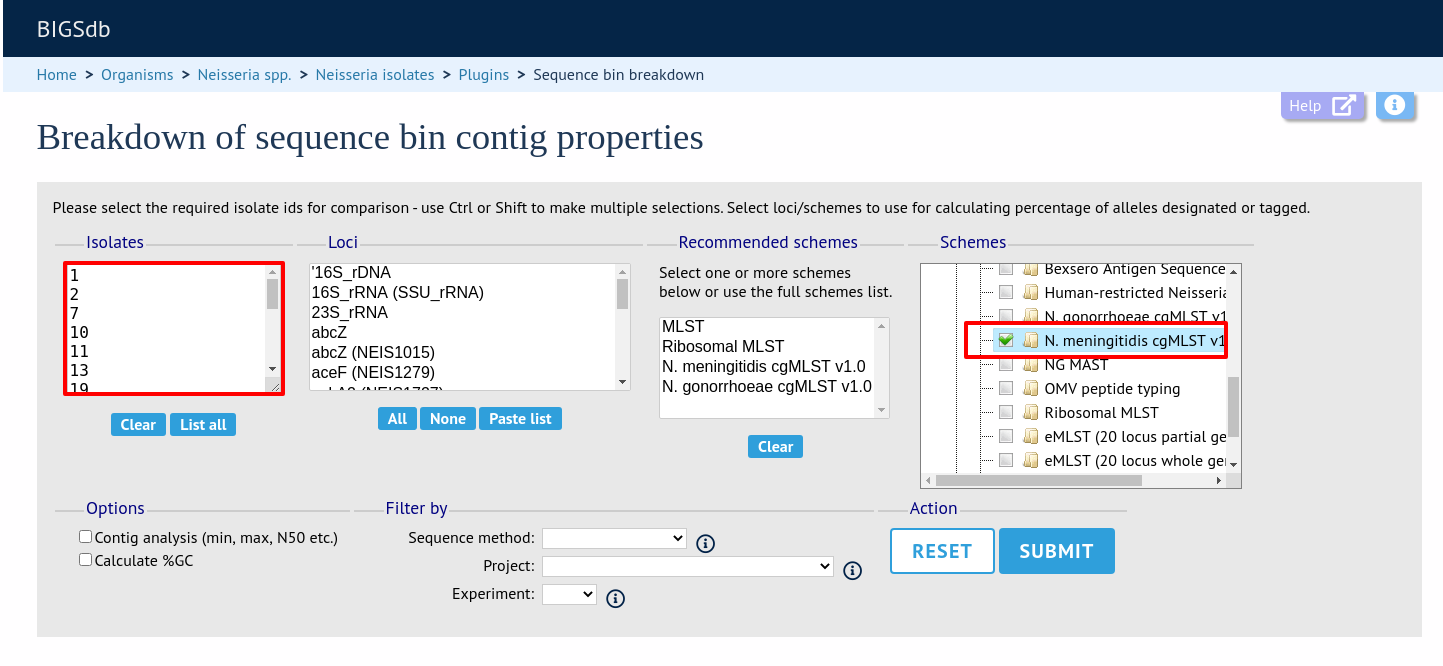 BIGSdb
Home > Organisms > Neisseria spp. > Neisseria isolates > Plugins > Sequence bin breakdown
Help
Breakdown of sequence bin contig properties
Please select the required isolate ids for comparison - use Ctrl or Shift to make multiple selections. Select loci/schemes to use for calculating percentage of alleles designated or tagged.
Isolates
1
2
7
10
11
13
19
Clear List all
Loci
'16S_rDNA
16S_rRNA (SSU_rRNA)
23S_rRNA
abcZ
abcZ (NEIS1015)
aceF (NEIS1279)
All None Paste list
Recommended schemes
Select one or more schemes
below or use the full schemes list.
MLST
Ribosomal MLST
N. meningitidis cgMLST v1.0
N. gonorrhoeae cgMLST v1.0
Clear
Schemes
Bexsero Antigen Sequence
Human-restricted Neisseria
N. gonorrhoeae cgMLST v1
N. meningitidis cgMLST v1
NG MAST
OMV peptide typing
Ribosomal MLST
eMLST (20 locus partial ge
eMLST (20 locus whole ge
Options
Contig analysis (min, max, N50 etc.)
Calculate %GC
Filter by
Sequence method:
Project:
Experiment:
Action
RESET SUBMIT